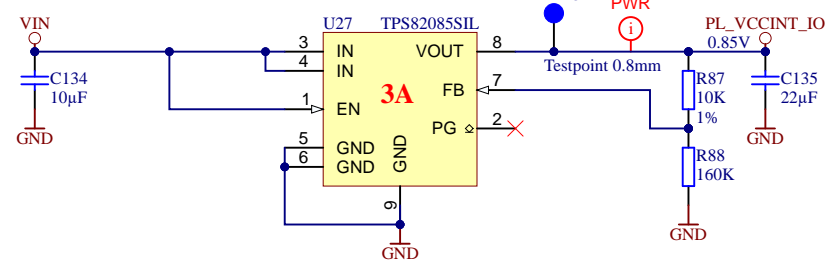 PWR
VIN
U27 TPS82085SIL
PL_VCCINT_IO
i
3 IN
VOUT 8
0.85V
4 IN
Testpoint 0.8mm
C134
10µF
3A
FB 7
R87
10K
1%
C135
22µF
1 EN
PG 2
GND
GND
5 GND
6 GND
GND
R88
160K
9
GND
GND